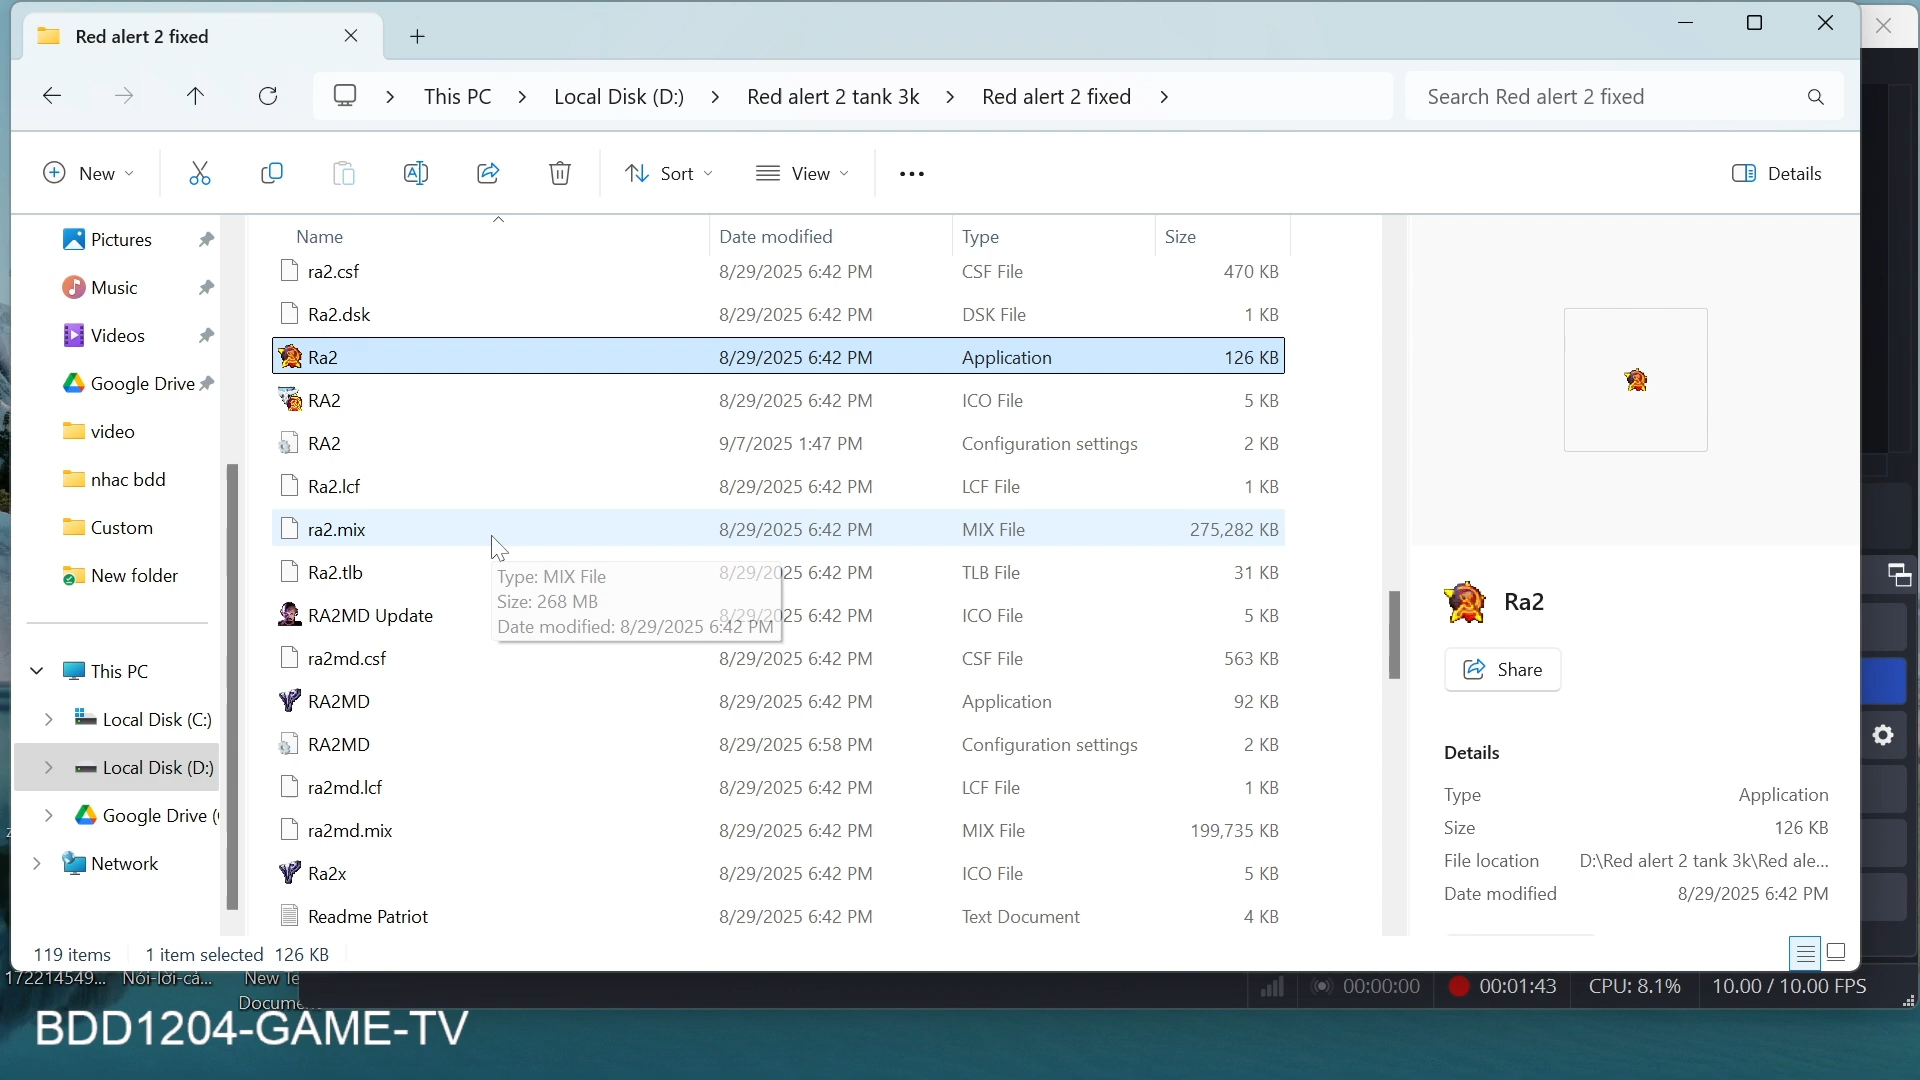 Red alert 2 fixed
This PC
Local Disk (D:)
Red alert 2 tank 3k
Red alert 2 fixed
Search Red alert 2 fixed
New
Sort
View
Details
Pictures
Music
Videos
Google Drive
video
nhac bdd
Custom
New folder
This PC
Local Disk (C:)
Local Disk (D:)
Google Drive (
Network
Name Date modified Type Size
ra2.csf 8/29/2025 6:42 PM CSF File 470 KB
Ra2.dsk 8/29/2025 6:42 PM DSK File 1 KB
Ra2 8/29/2025 6:42 PM Application 126 KB
RA2 8/29/2025 6:42 PM ICO File 5 KB
RA2 9/7/2025 1:47 PM Configuration settings 2 KB
Ra2.lcf 8/29/2025 6:42 PM LCF File 1 KB
ra2.mix 8/29/2025 6:42 PM MIX File 275,282 KB
Ra2.tlb 8/29/2025 6:42 PM TLB File 31 KB
RA2MD Update 8/29/2025 6:42 PM ICO File 5 KB
ra2md.csf 8/29/2025 6:42 PM CSF File 563 KB
RA2MD 8/29/2025 6:42 PM Application 92 KB
RA2MD 8/29/2025 6:58 PM Configuration settings 2 KB
ra2md.lcf 8/29/2025 6:42 PM LCF File 1 KB
ra2md.mix 8/29/2025 6:42 PM MIX File 199,735 KB
Ra2x 8/29/2025 6:42 PM ICO File 5 KB
Readme Patriot 8/29/2025 6:42 PM Text Document 4 KB
Type: MIX File
Size: 268 MB
Date modified: 8/29/2025 6:42 PM
Ra2
Share
Details
Type Application
Size 126 KB
File location D:\Red alert 2 tank 3k\Red ale...
Date modified 8/29/2025 6:42 PM
119 items 1 item selected 126 KB
172214549... Nói-lời-cả... New Te
Docume
00:00:00 00:01:43 CPU: 8.1% 10.00 / 10.00 FPS
BDD1204-GAME-TV